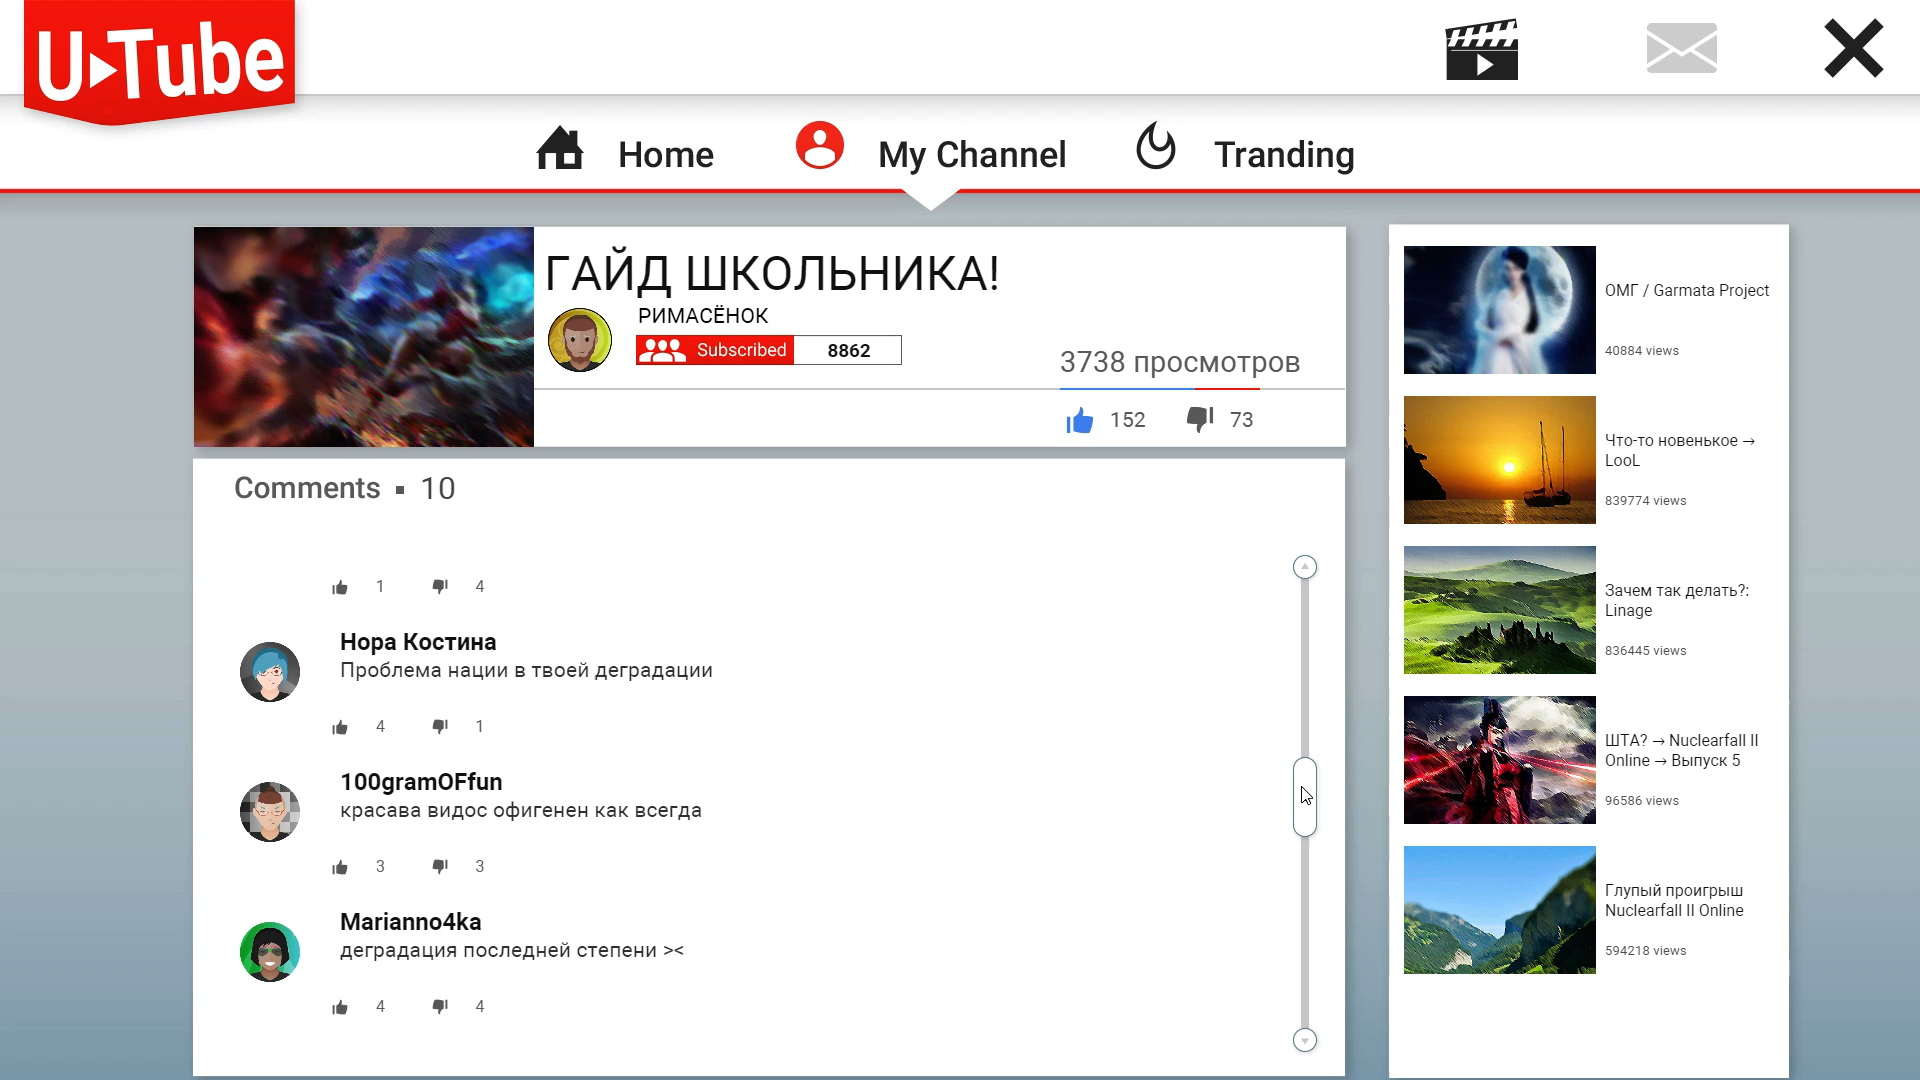 U Tube
Home
My Channel
Tranding
ГАЙД ШКОЛЬНИКА!
РИМАСЁНОК
Subscribed
8862
3738 просмотров
152
73
Comments ▪ 10
1
4
Нора Костина
Проблема нации в твоей деградации
4
1
100gramOFfun
красава видос офигенен как всегда
3
3
Marianno4ka
деградация последней степени ><
4
4
ОМГ / Garmata Project
40884 views
Что-то новенькое →
LooL
839774 views
Зачем так делать?:
Linage
836445 views
ШТА? → Nuclearfall II
Online → Выпуск 5
96586 views
Глупый проигрыш
Nuclearfall II Online
594218 views